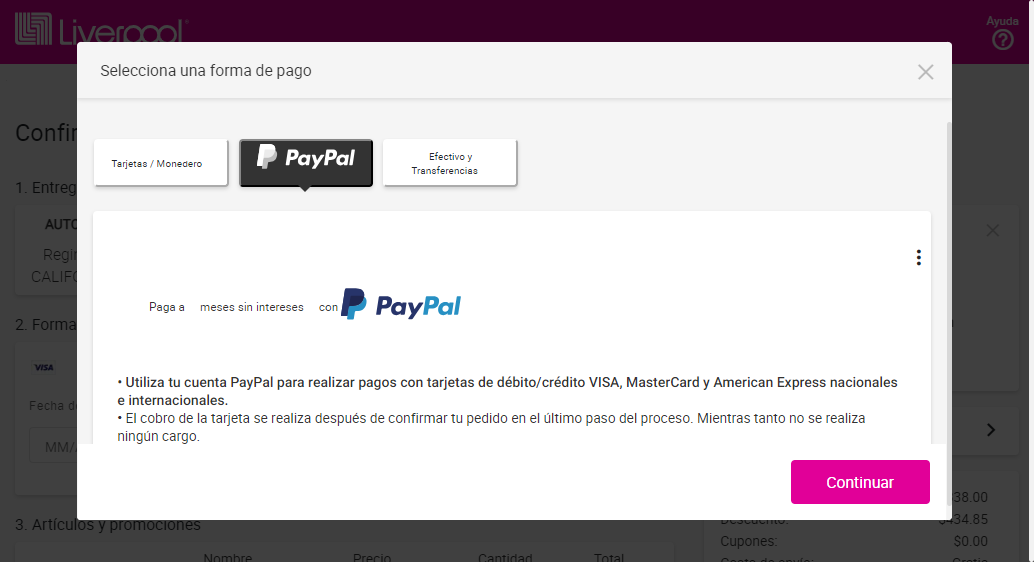 Liverpool
Ayuda
Selecciona una forma de pago
Tarjetas / Monedero
PayPal
Efectivo y
Transferencias
Paga a meses sin intereses con PayPal
• Utiliza tu cuenta PayPal para realizar pagos con tarjetas de débito/crédito VISA, MasterCard y American Express nacionales
e internacionales.
• El cobro de la tarjeta se realiza después de confirmar tu pedido en el último paso del proceso. Mientras tanto no se realiza
ningún cargo.
Continuar
1. Entreg
AUTO
Regin
2. Forma
VISA
Fecha de
MM/
3. Artículos y promociones
Nombre Precio Cantidad Total
38.00
Descuento: $434.85
Cupones: $0.00
Costo de envío: Gratis